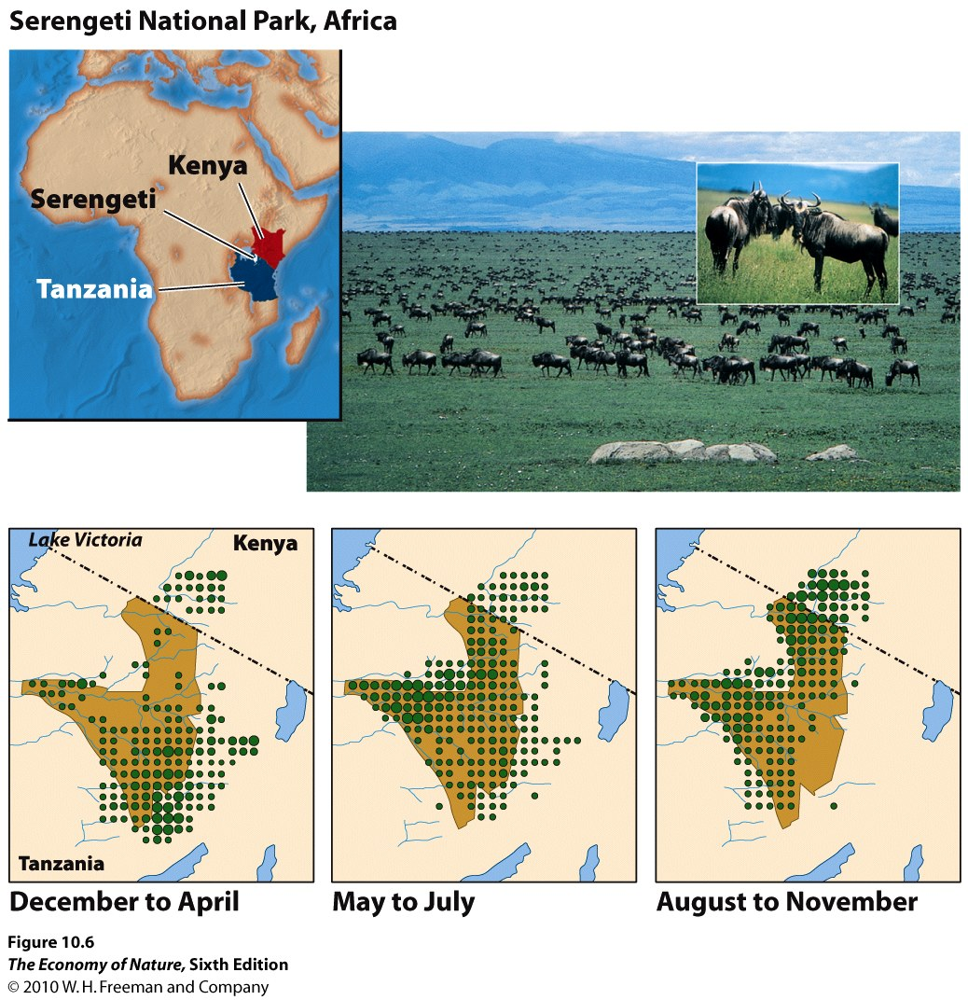 Serengeti National Park, Africa
Kenya
Serengeti
Tanzania
Lake Victoria
Kenya
Tanzania
December to April
May to July
August to November
Figure 10.6
The Economy of Nature, Sixth Edition
© 2010 W. H. Freeman and Company